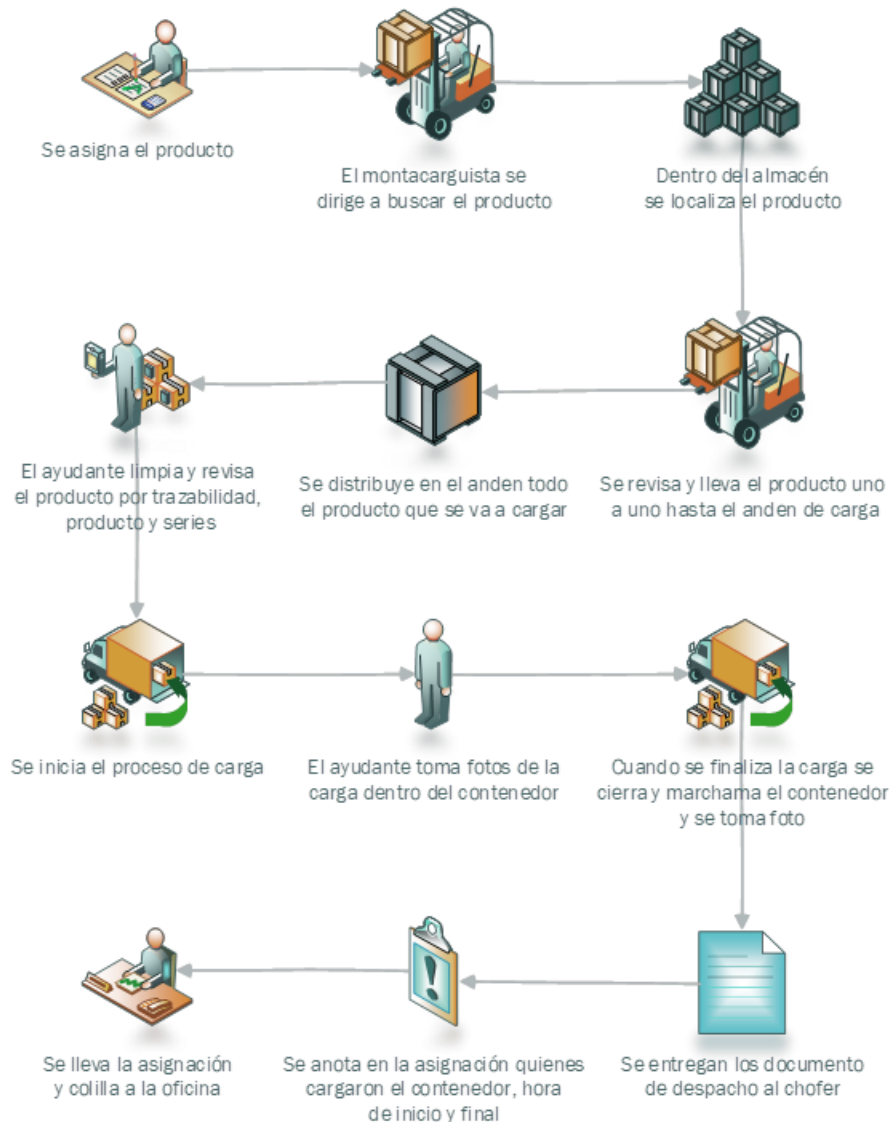 Se asigna el producto
El montacarguista se
dirige a buscar el producto
Dentro del almacén
se localiza el producto
Se revisa y lleva el producto uno
a uno hasta el anden de carga
Se distribuye en el anden todo
el producto que se va a cargar
El ayudante limpia y revisa
el producto por trazabilidad,
producto y series
Se inicia el proceso de carga
El ayudante toma fotos de la
carga dentro del contenedor
Cuando se finaliza la carga se
cierra y marchama el contenedor
y se toma foto
Se entregan los documento
de despacho al chofer
Se anota en la asignación quienes
cargaron el contenedor, hora
de inicio y final
Se lleva la asignación
y colilla a la oficina